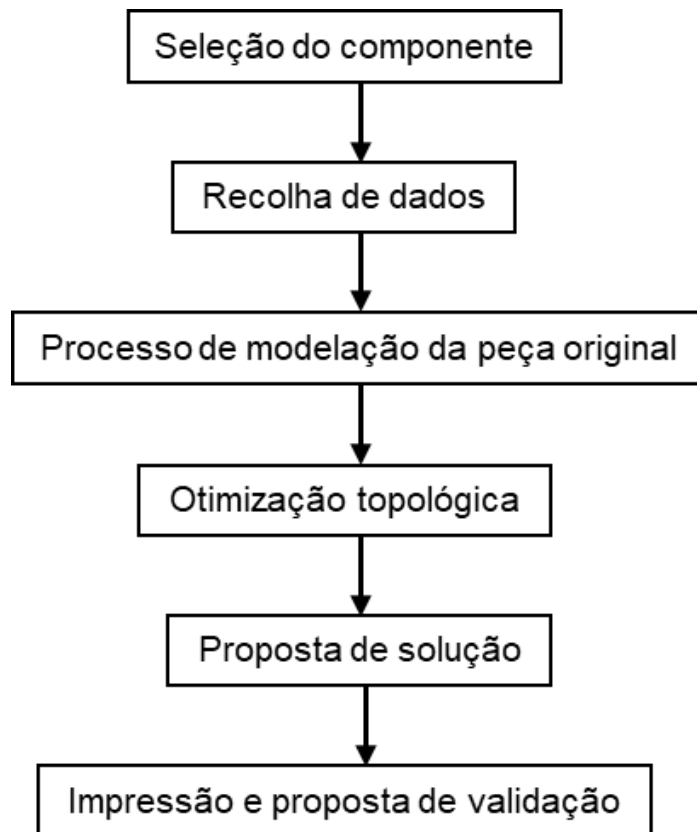 Seleção do componente
Recolha de dados
Processo de modelação da peça original
Otimização topológica
Proposta de solução
Impressão e proposta de validação